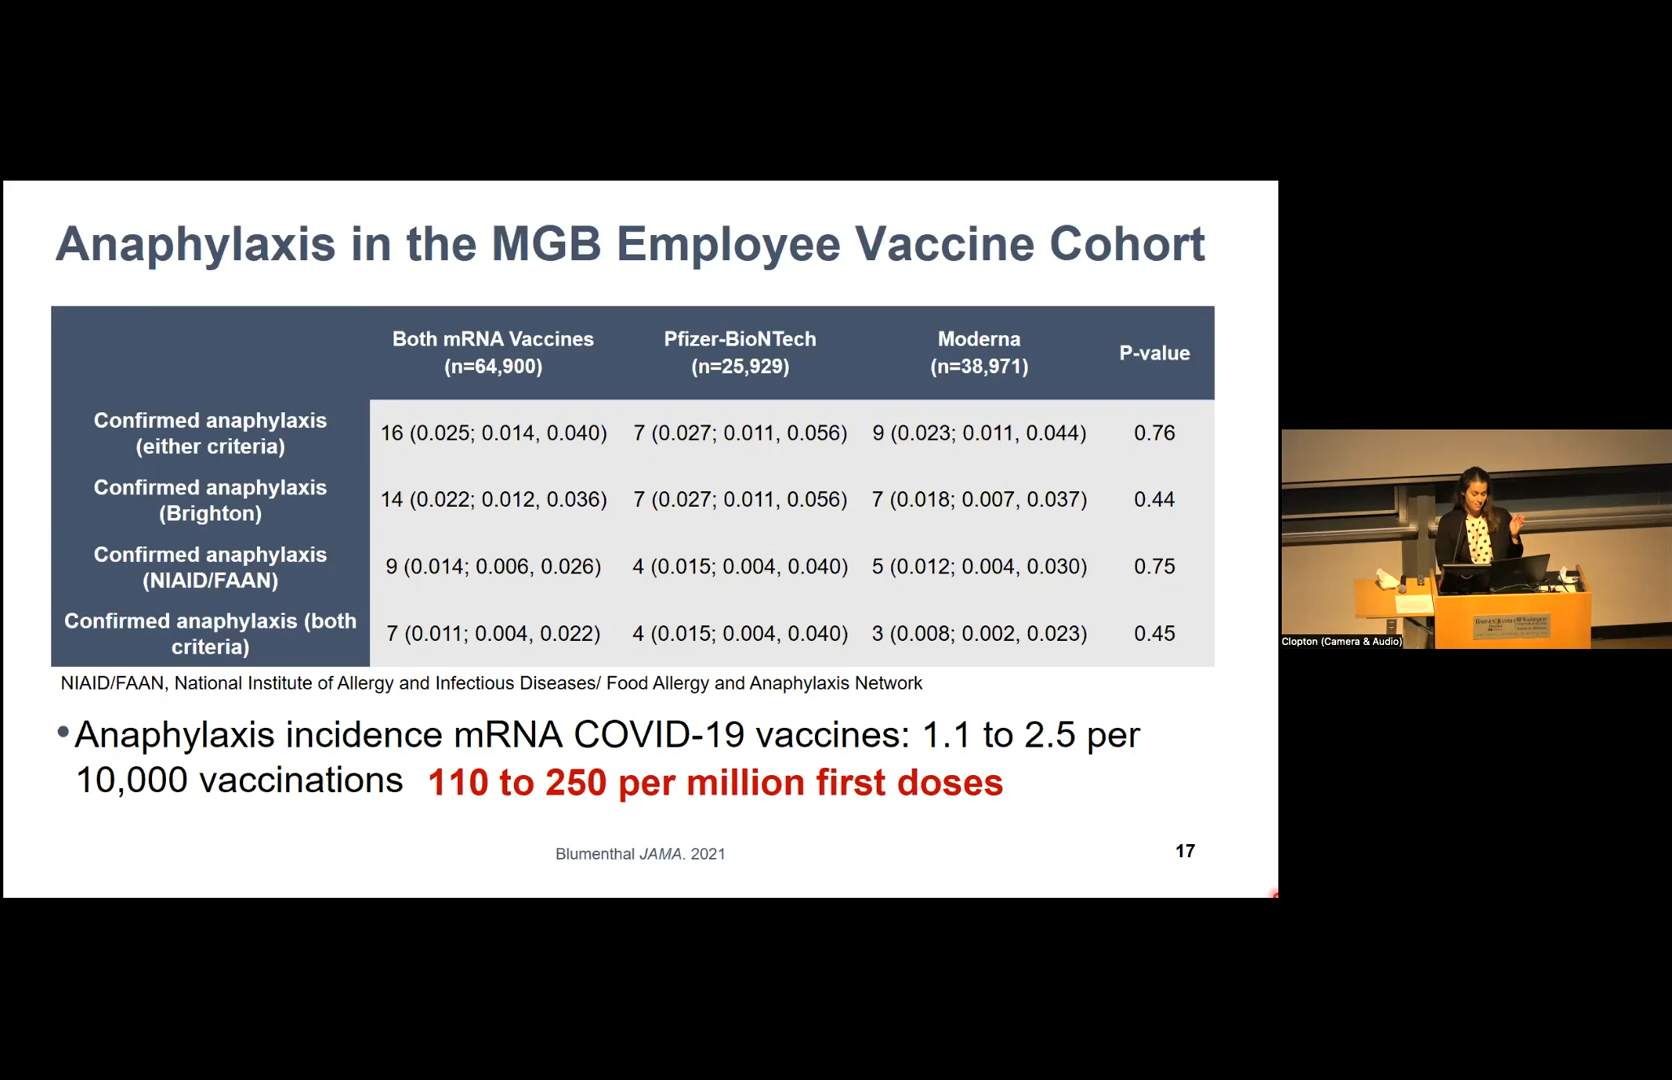 Anaphylaxis in the MGB Employee Vaccine Cohort
Both mRNA Vaccines
(n=64,900)
Pfizer-BioNTech
(n=25,929)
Moderna
(n=38,971)
P-value
Confirmed anaphylaxis
(either criteria)
16 (0.025; 0.014, 0.040)
7 (0.027; 0.011, 0.056)
9 (0.023; 0.011, 0.044)
0.76
Confirmed anaphylaxis
(Brighton)
14 (0.022; 0.012, 0.036)
7 (0.027; 0.011, 0.056)
7 (0.018; 0.007, 0.037)
0.44
Confirmed anaphylaxis
(NIAID/FAAN)
9 (0.014; 0.006, 0.026)
4 (0.015; 0.004, 0.040)
5 (0.012; 0.004, 0.030)
0.75
Confirmed anaphylaxis (both
criteria)
7 (0.011; 0.004, 0.022)
4 (0.015; 0.004, 0.040)
3 (0.008; 0.002, 0.023)
0.45
NIAID/FAAN, National Institute of Allergy and Infectious Diseases/ Food Allergy and Anaphylaxis Network
•Anaphylaxis incidence mRNA COVID-19 vaccines: 1.1 to 2.5 per
10,000 vaccinations 110 to 250 per million first doses
Blumenthal JAMA. 2021
17
Clopton (Camera & Audio)